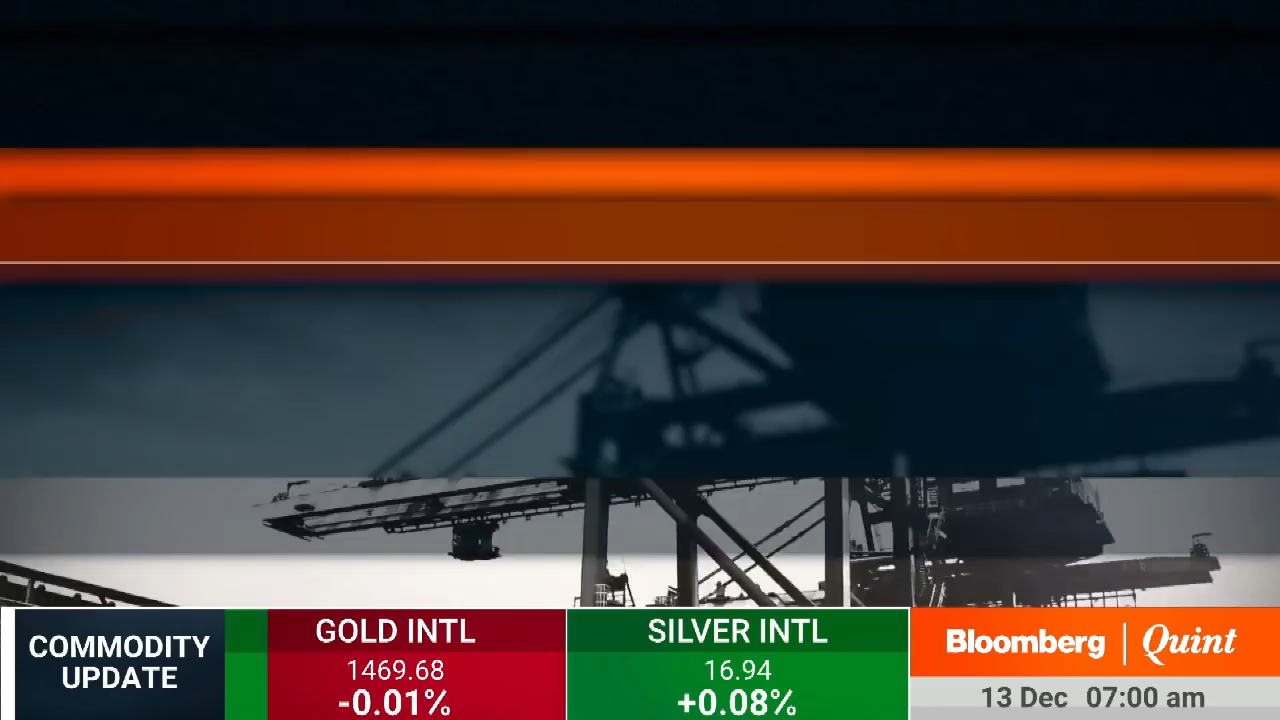 COMMODITY
UPDATE
GOLD INTL
1469.68
-0.01%
SILVER INTL
16.94
+0.08%
Bloomberg | Quint
13 Dec 07:00 am